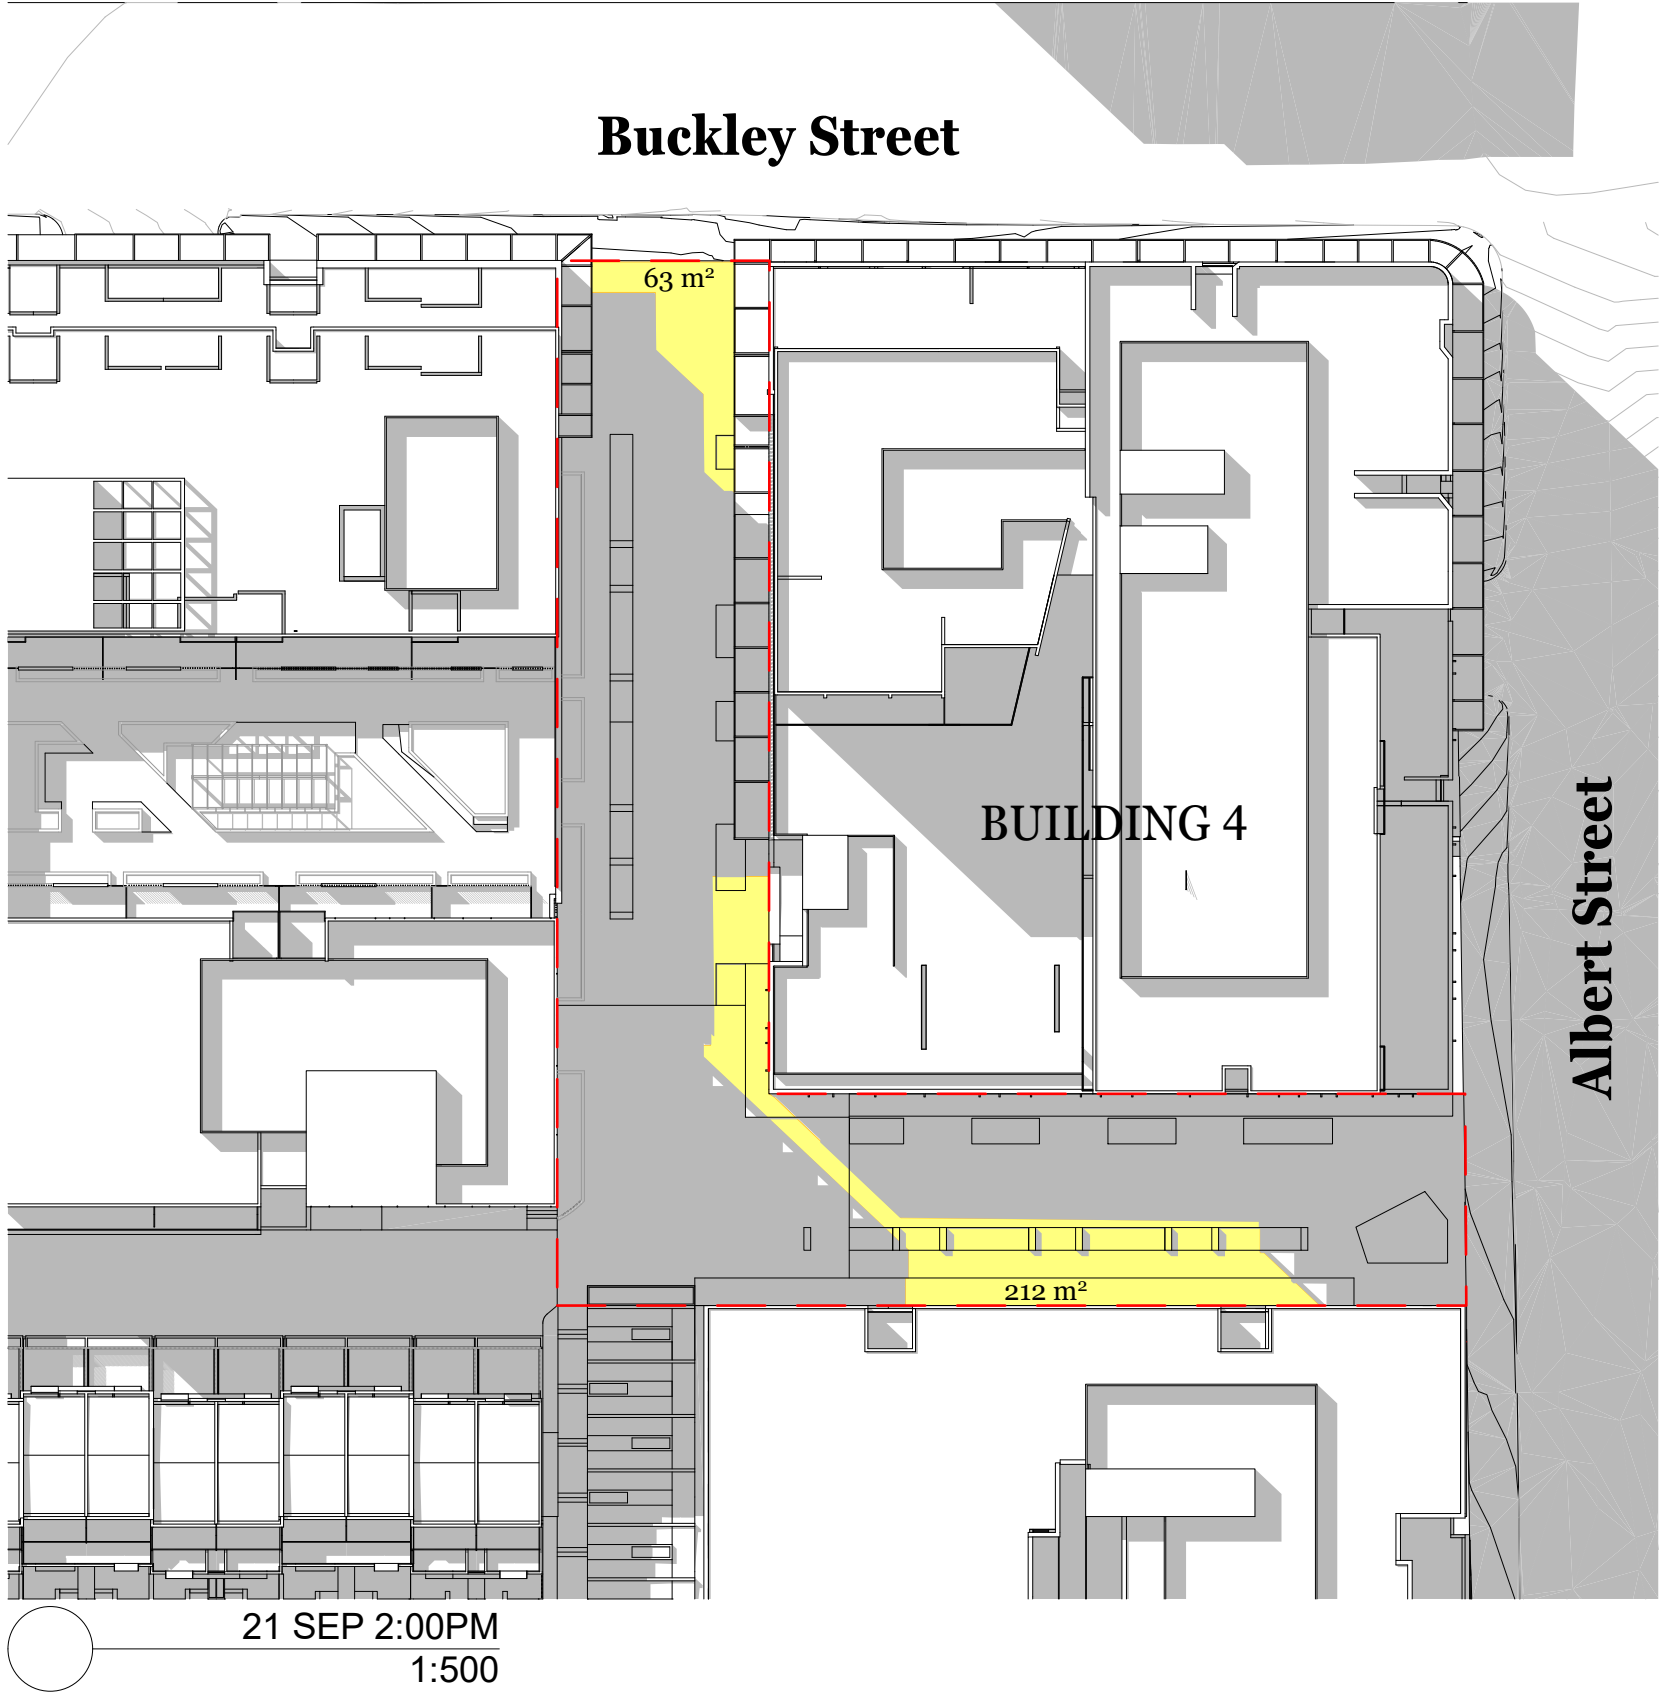 Buckley Street
63 m²
BUILDING 4
Albert Street
212 m²
21 SEP 2:00PM
1:500